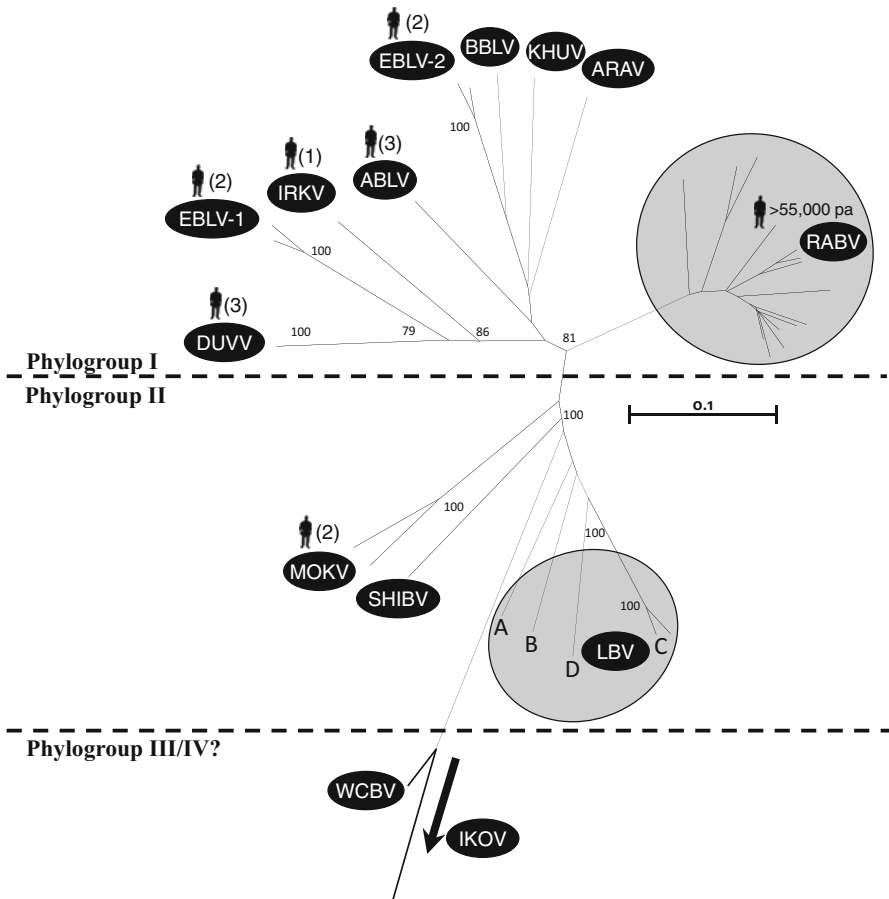 (2)
EBLV-2
BBLV
KHUV
ARAV
100
(3)
ABLV
(1)
IRKV
(2)
EBLV-1
100
>55,000 pa
RABV
(3)
DUVV
100
79
86
81
Phylogroup I
Phylogroup II
0.1
100
100
(2)
MOKV
SHIBV
100
100
A
B
D
LBV
C
Phylogroup III/IV?
WCBV
IKOV